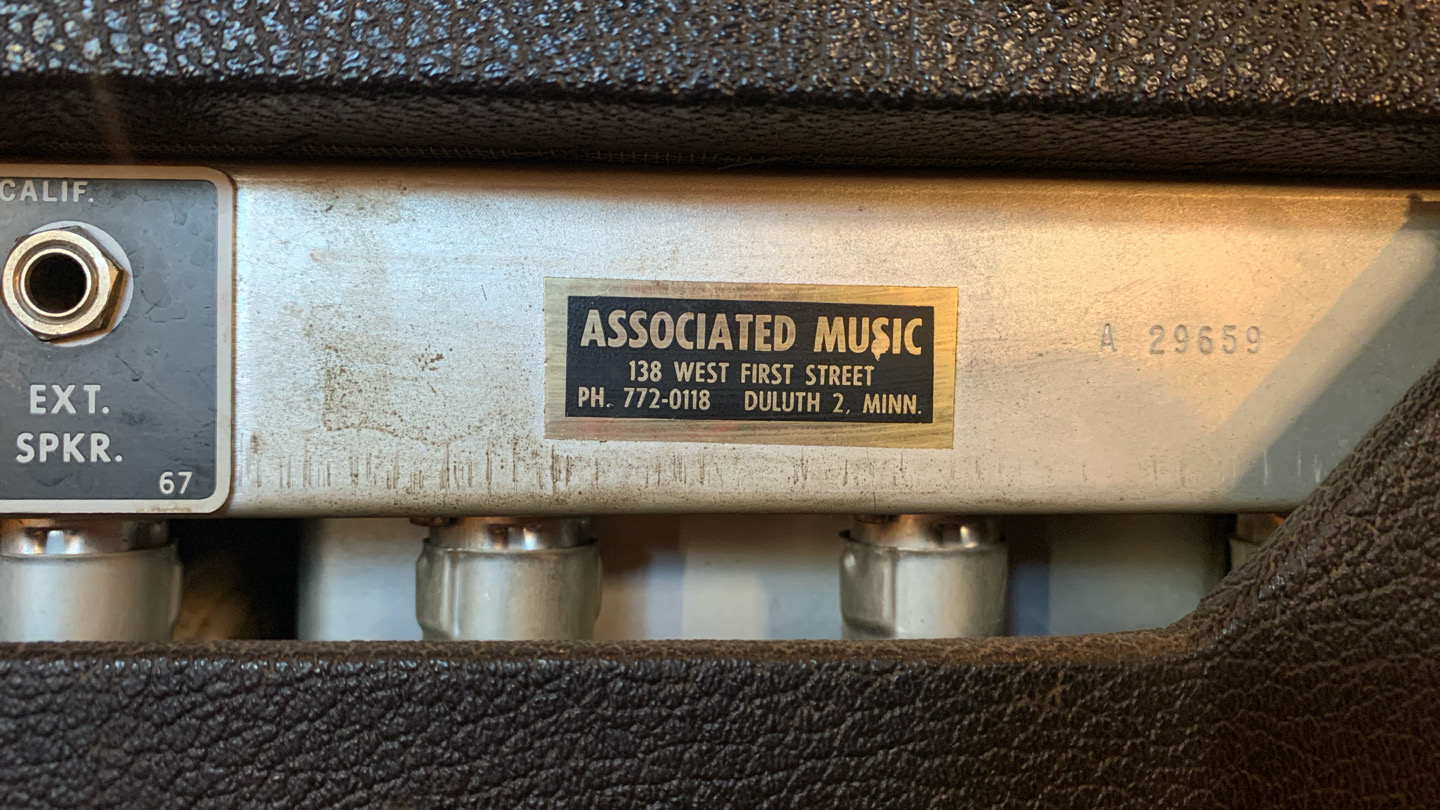 CALIF.
EXT.
SPKR.
67
ASSOCIATED MUSIC
138 WEST FIRST STREET
PH. 772-0118 DULUTH 2, MINN.
A 29659